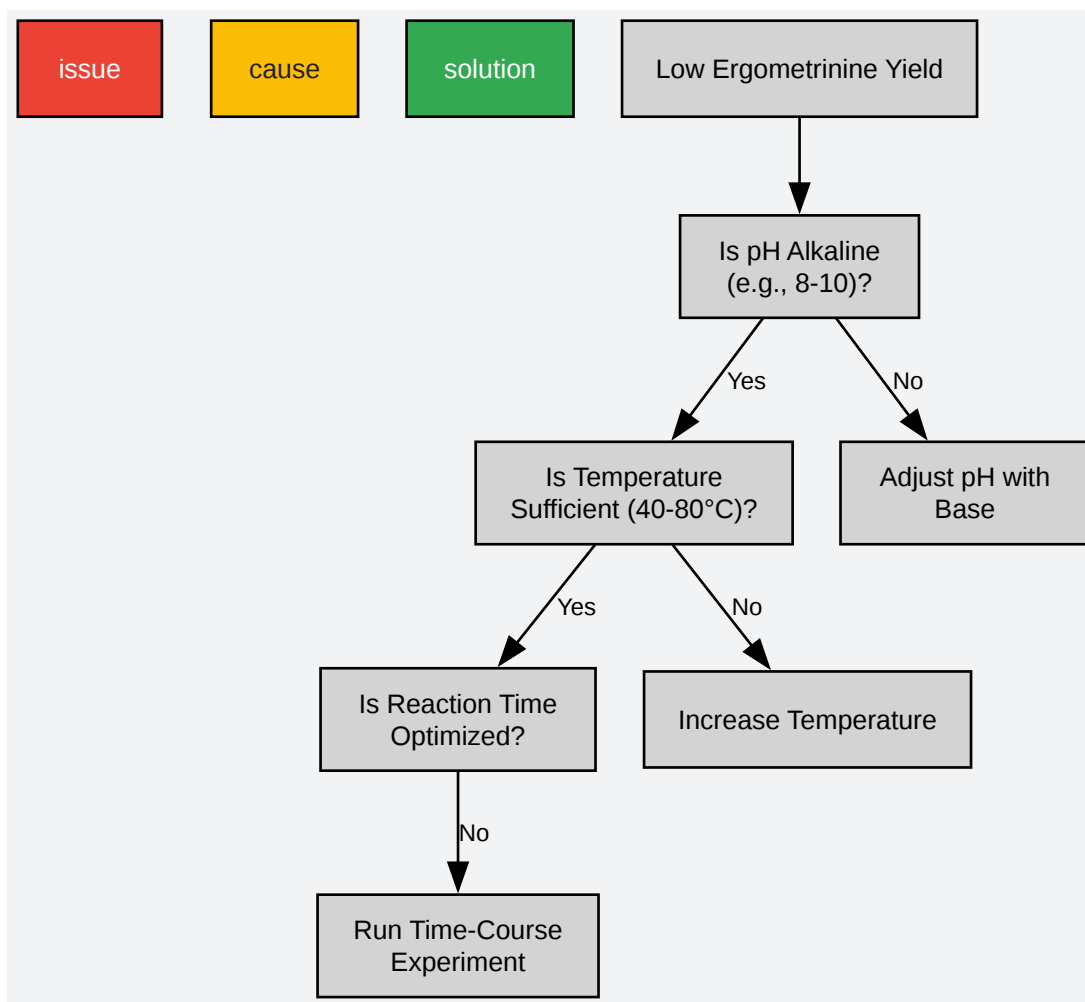 issue
cause
solution
Low Ergometrinine Yield
Is pH Alkaline
(e.g., 8-10)?
Yes
No
Is Temperature
Sufficient (40-80°C)?
Adjust pH with
Base
Yes
No
Is Reaction Time
Optimized?
Increase Temperature
No
Run Time-Course
Experiment